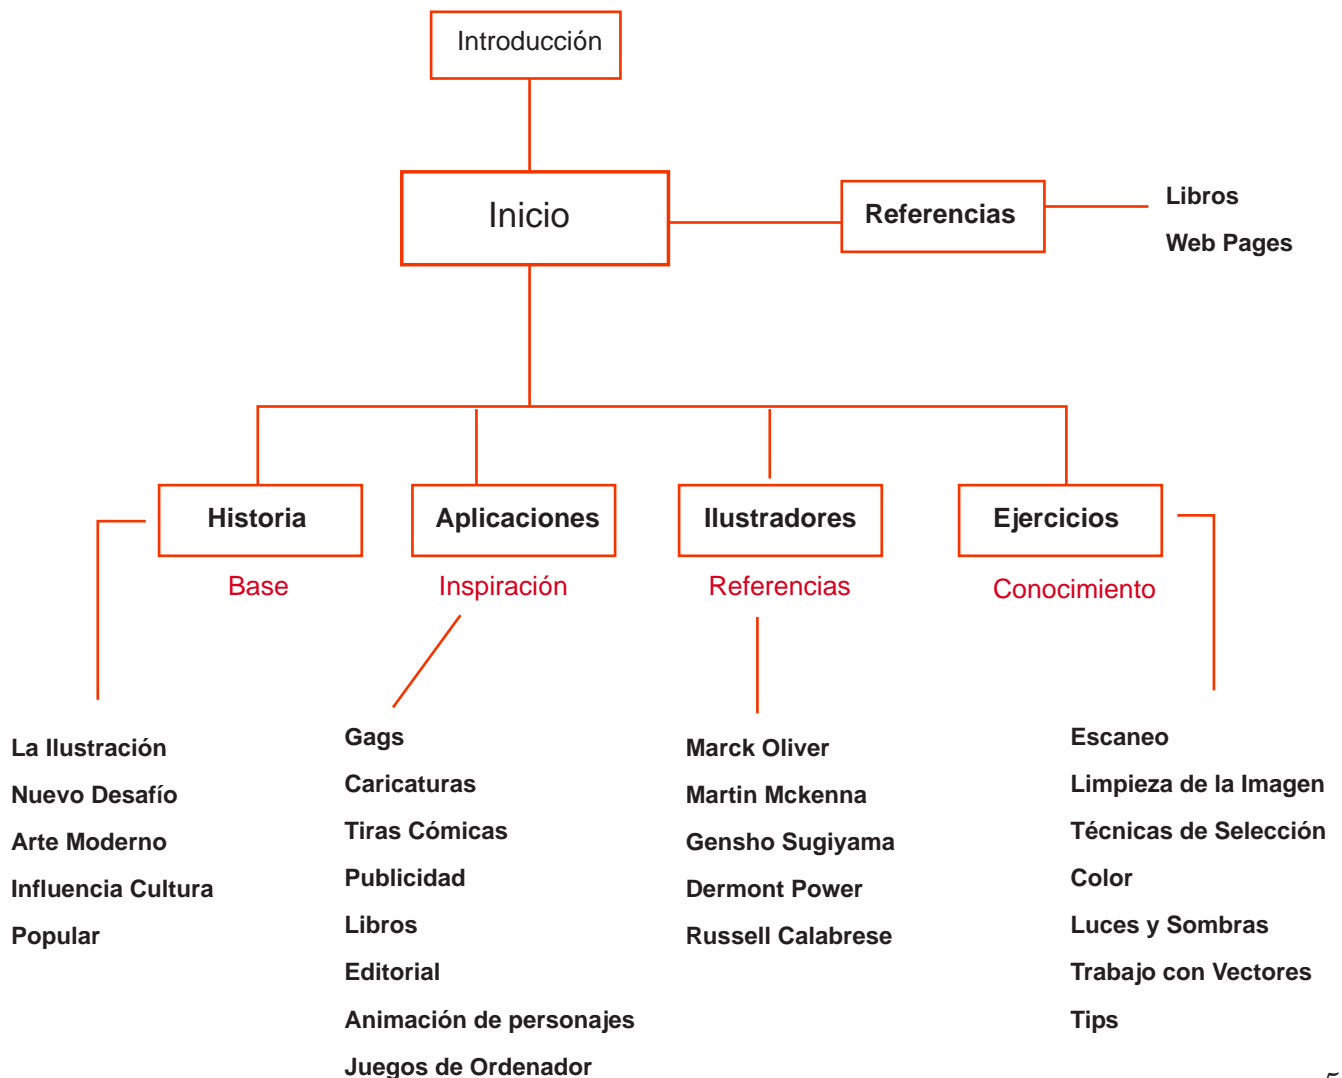 Introducción
Inicio
Referencias
Libros
Web Pages
Historia
Aplicaciones
Ilustradores
Ejercicios
Base
Inspiración
Referencias
Conocimiento
La Ilustración
Nuevo Desafío
Arte Moderno
Influencia Cultura
Popular
Gags
Caricaturas
Tiras Cómicas
Publicidad
Libros
Editorial
Animación de personajes
Juegos de Ordenador
Marck Oliver
Martin Mckenna
Gensho Sugiyama
Dermont Power
Russell Calabrese
Escaneo
Limpieza de la Imagen
Técnicas de Selección
Color
Luces y Sombras
Trabajo con Vectores
Tips